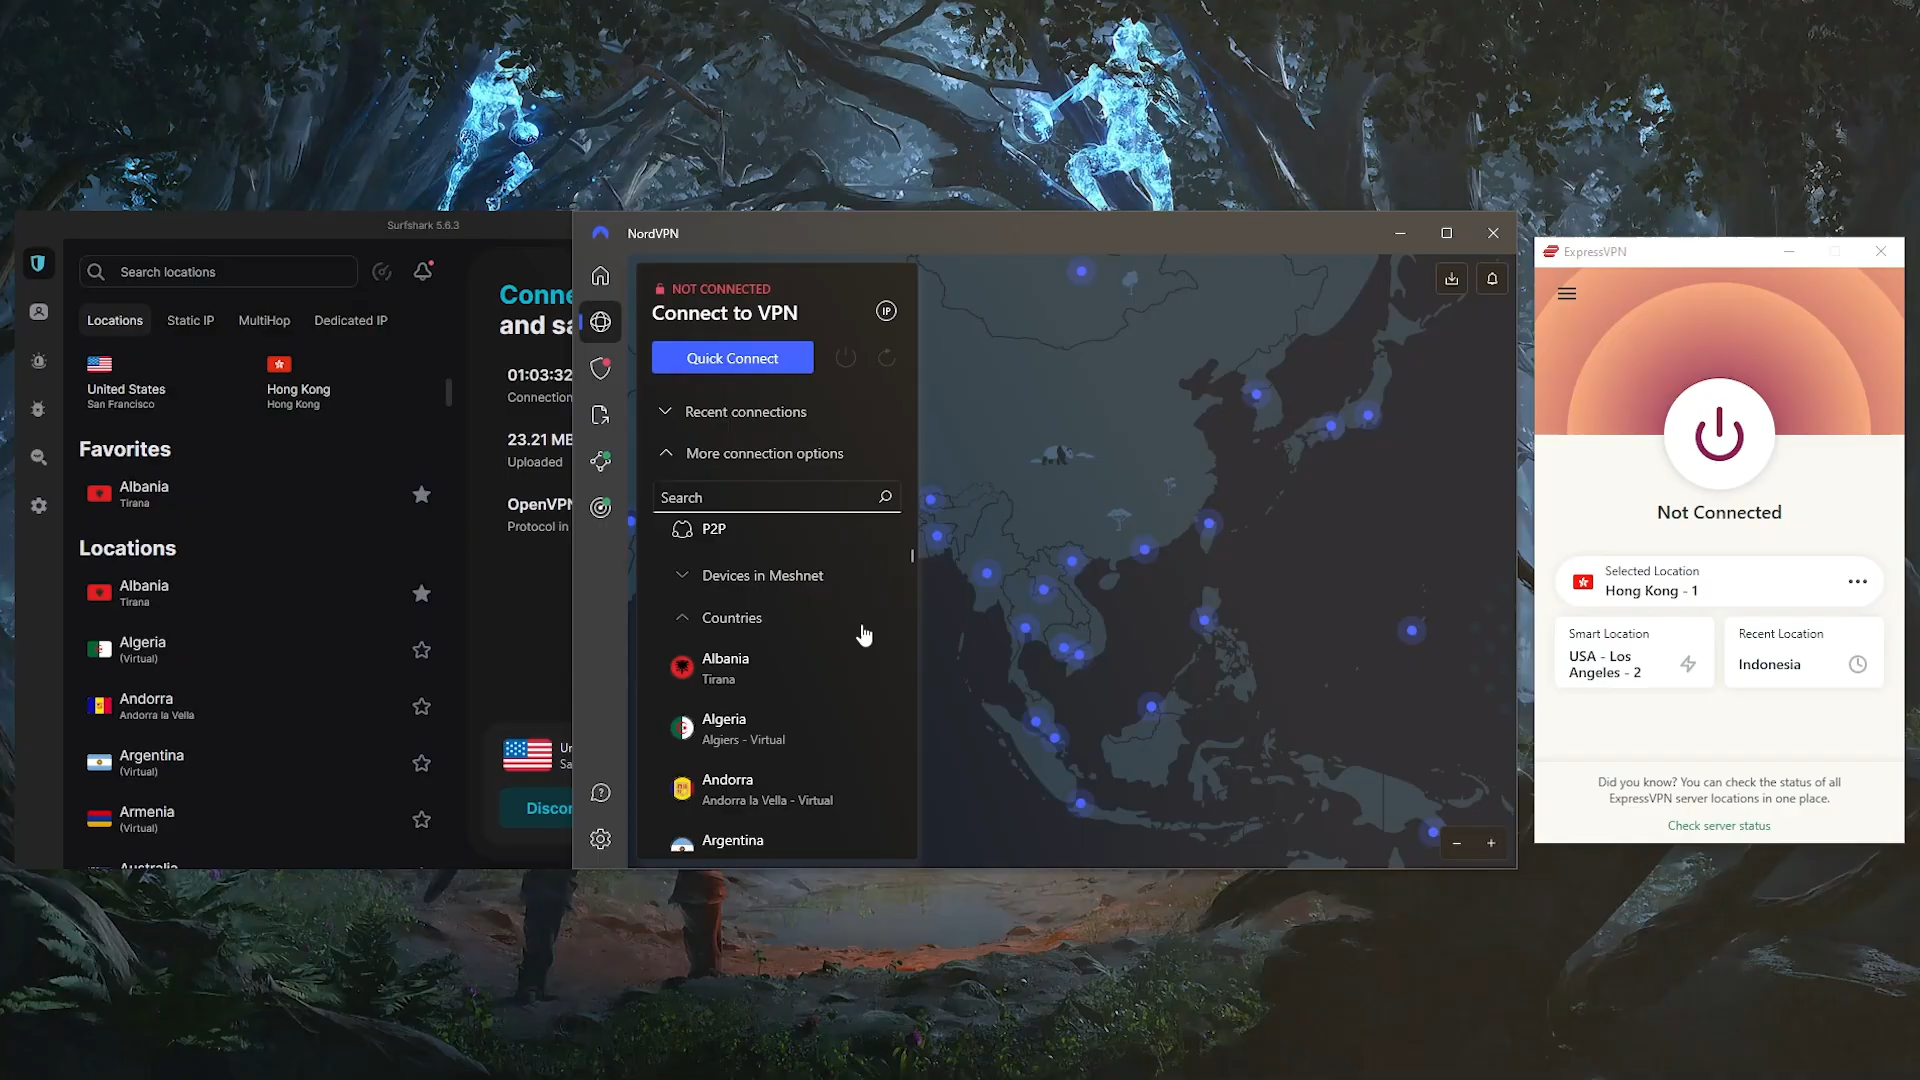 Surfshark 5.6.3
Search locations
Locations
Static IP
MultiHop
Dedicated IP
United States
San Francisco
Hong Kong
Hong Kong
Favorites
Albania
Tirana
Locations
Albania
Tirana
Algeria
(Virtual)
Andorra
Andorra la Vella
Argentina
(Virtual)
Armenia
(Virtual)
Australia
Conne
and sa
01:03:32
Connection
23.21 MB
Uploaded
OpenVPN
Protocol in
Un
Sa
Discon
NordVPN
NOT CONNECTED
Connect to VPN
IP
Quick Connect
Recent connections
More connection options
Search
P2P
Devices in Meshnet
Countries
Albania
Tirana
Algeria
Algiers - Virtual
Andorra
Andorra la Vella - Virtual
Argentina
ExpressVPN
Not Connected
Selected Location
Hong Kong - 1
Smart Location
USA - Los
Angeles - 2
Recent Location
Indonesia
Did you know? You can check the status of all
ExpressVPN server locations in one place.
Check server status